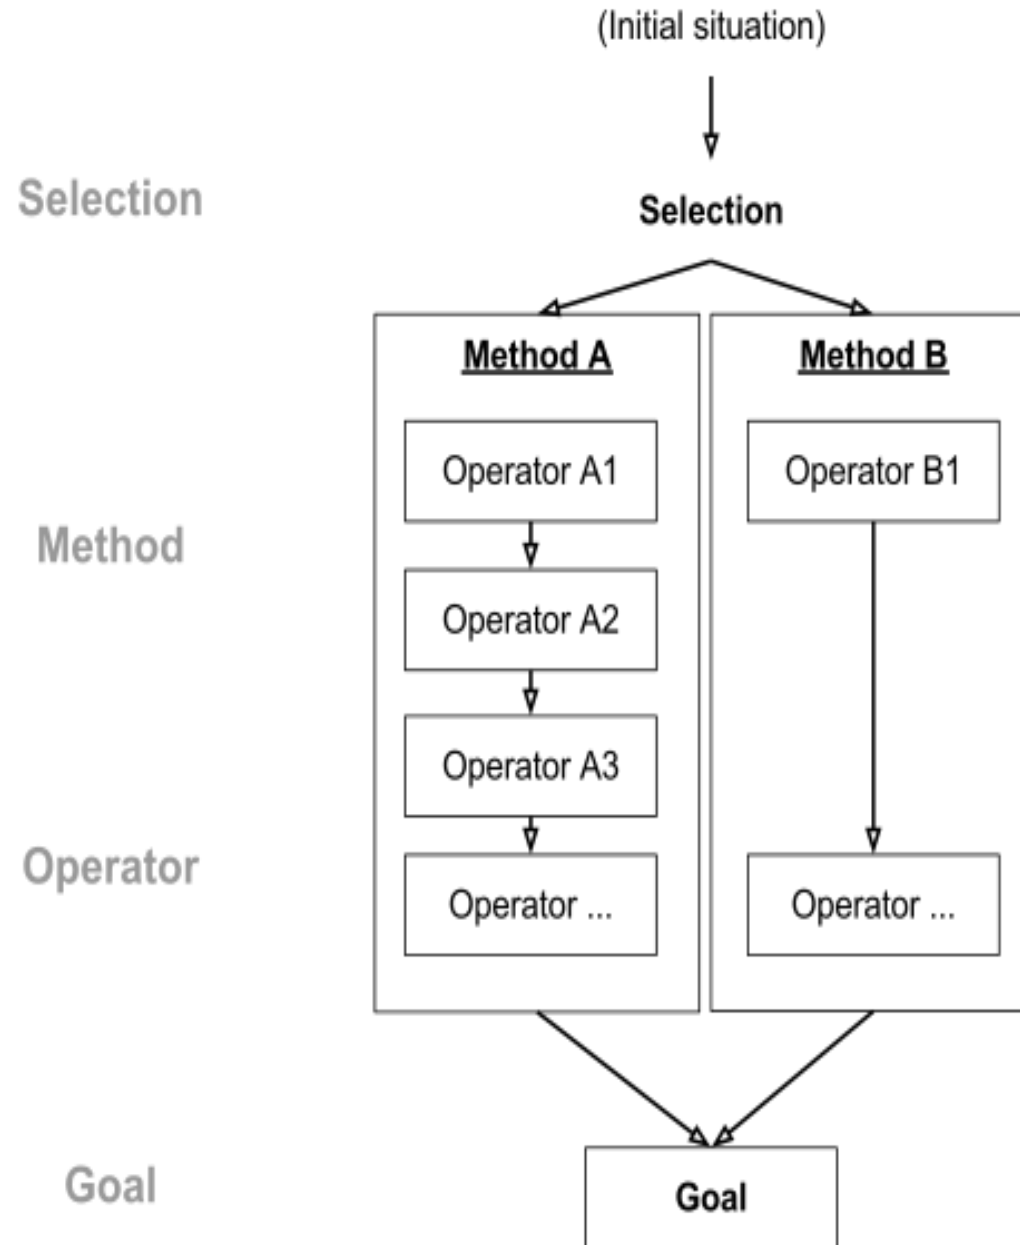 (Initial situation)
Selection
Selection
Method A
Method B
Operator A1
Operator B1
Method
Operator A2
Operator A3
Operator
Operator ...
Operator ...
Goal
Goal